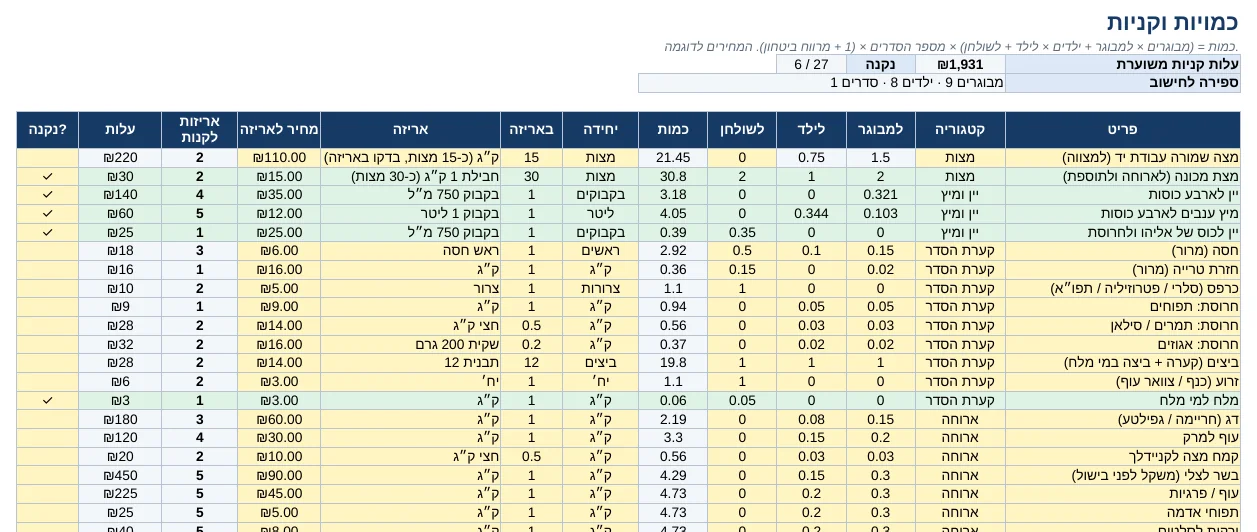 כמויות וקניות
כמות = (מבוגרים × למבוגר + ילדים × לילד + לשולחן) × מספר הסדרים × (1 + מרווח ביטחון). המחירים לדוגמה.
עלות קניות משוערת ₪1,931 נקנה 6 / 27
ספירה לחישוב מבוגרים 9 · ילדים 8 · סדרים 1
פריט קטגוריה למבוגר לילד לשולחן כמות יחידה באריזה אריזה מחיר לאריזה אריזות לקנות עלות נקנה?
מצה שמורה עבודת יד (למצווה) מצות 1.5 0.75 0 21.45 מצות 15 ק״ג (כ-15 מצות, בדקו באריזה) ₪110.00 2 ₪220
מצת מכונה (לארוחה ולתוספת) מצות 2 1 2 30.8 מצות 30 חבילת 1 ק״ג (כ-30 מצות) ₪15.00 2 ₪30 ✓
יין לארבע כוסות יין ומיץ 0.321 0 0 3.18 בקבוקים 1 בקבוק 750 מ״ל ₪35.00 4 ₪140 ✓
מיץ ענבים לארבע כוסות יין ומיץ 0.103 0.344 0 4.05 ליטר 1 בקבוק 1 ליטר ₪12.00 5 ₪60 ✓
יין לכוס של אליהו ולחרוסת יין ומיץ 0 0 0.35 0.39 בקבוקים 1 בקבוק 750 מ״ל ₪25.00 1 ₪25 ✓
חסה (מרור) קערת הסדר 0.15 0.1 0.5 2.92 ראשים 1 ראש חסה ₪6.00 3 ₪18
חזרת טרייה (מרור) קערת הסדר 0.02 0 0.15 0.36 ק״ג 1 ק״ג ₪16.00 1 ₪16
כרפס (סלרי / פטרוזיליה / תפו״א) קערת הסדר 0 0 1 1.1 צרורות 1 צרור ₪5.00 2 ₪10
חרוסת: תפוחים קערת הסדר 0.05 0.05 0 0.94 ק״ג 1 ק״ג ₪9.00 1 ₪9
חרוסת: תמרים / סילאן קערת הסדר 0.03 0.03 0 0.56 ק״ג 0.5 חצי ק״ג ₪14.00 2 ₪28
חרוסת: אגוזים קערת הסדר 0.02 0.02 0 0.37 ק״ג 0.2 שקית 200 גרם ₪16.00 2 ₪32
ביצים (קערה + ביצה במי מלח) קערת הסדר 1 1 1 19.8 ביצים 12 תבנית 12 ₪14.00 2 ₪28
זרוע (כנף / צוואר עוף) קערת הסדר 0 0 1 1.1 יח׳ 1 יח׳ ₪3.00 2 ₪6
מלח למי מלח קערת הסדר 0 0 0.05 0.06 ק״ג 1 ק״ג ₪3.00 1 ₪3 ✓
דג (חריימה / גפילטע) ארוחה 0.15 0.08 0 2.19 ק״ג 1 ק״ג ₪60.00 3 ₪180
עוף למרק ארוחה 0.2 0.15 0 3.3 ק״ג 1 ק״ג ₪30.00 4 ₪120
קמח מצה לקניידלך ארוחה 0.03 0.03 0 0.56 ק״ג 0.5 חצי ק״ג ₪10.00 2 ₪20
בשר לצלי (משקל לפני בישול) ארוחה 0.3 0.15 0 4.29 ק״ג 1 ק״ג ₪90.00 5 ₪450
עוף / פרגיות ארוחה 0.3 0.2 0 4.73 ק״ג 1 ק״ג ₪45.00 5 ₪225
תפוחי אדמה ארוחה 0.3 0.2 0 4.73 ק״ג 1 ק״ג ₪5.00 5 ₪25
ירקות לסלטים ארוחה 0.3 0.2 0 4.73 ק״ג 1 ק״ג ₪8.00 5 ₪40